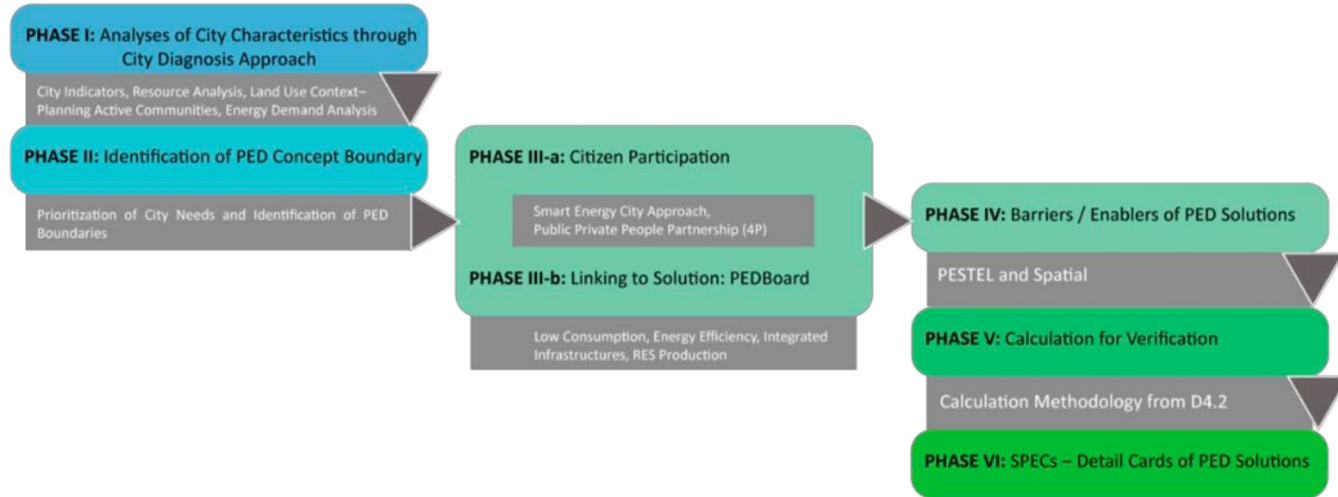 PHASE I: Analyses of City Characteristics through
City Diagnosis Approach
City Indicators, Resource Analysis, Land Use Context–
Planning Active Communities, Energy Demand Analysis
PHASE II: Identification of PED Concept Boundary
Prioritization of City Needs and Identification of PED
Boundaries
PHASE III-a: Citizen Participation
Smart Energy City Approach,
Public Private People Partnership (4P)
PHASE III-b: Linking to Solution: PEDBoard
Low Consumption, Energy Efficiency, Integrated
Infrastructures, RES Production
PHASE IV: Barriers / Enablers of PED Solutions
PESTEL and Spatial
PHASE V: Calculation for Verification
Calculation Methodology from D4.2
PHASE VI: SPECs – Detail Cards of PED Solutions